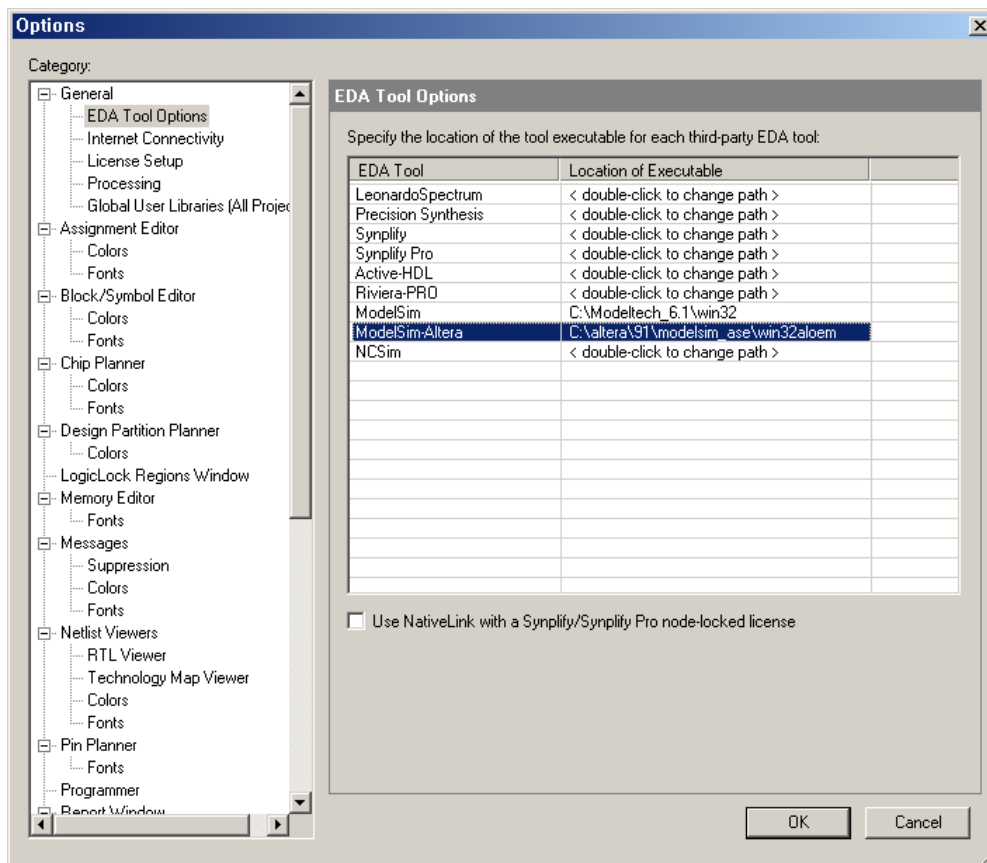 Options
Category:
General
EDA Tool Options
Internet Connectivity
License Setup
Processing
Global User Libraries (All Projec
Assignment Editor
Colors
Fonts
Block/Symbol Editor
Colors
Fonts
Chip Planner
Colors
Fonts
Design Partition Planner
Colors
LogicLock Regions Window
Memory Editor
Fonts
Messages
Suppression
Colors
Fonts
Netlist Viewers
RTL Viewer
Technology Map Viewer
Colors
Fonts
Pin Planner
Fonts
Programmer
Report Window
EDA Tool Options
Specify the location of the tool executable for each third-party EDA tool:
EDA Tool Location of Executable
LeonardoSpectrum < double-click to change path >
Precision Synthesis < double-click to change path >
Synplify < double-click to change path >
Synplify Pro < double-click to change path >
Active-HDL < double-click to change path >
Riviera-PRO < double-click to change path >
ModelSim C:\Modeltech_6.1\win32
ModelSim-Altera C:\altera\91\modelsim_ase\win32aloem
NCSim < double-click to change path >
Use NativeLink with a Synplify/Synplify Pro node-locked license
OK Cancel